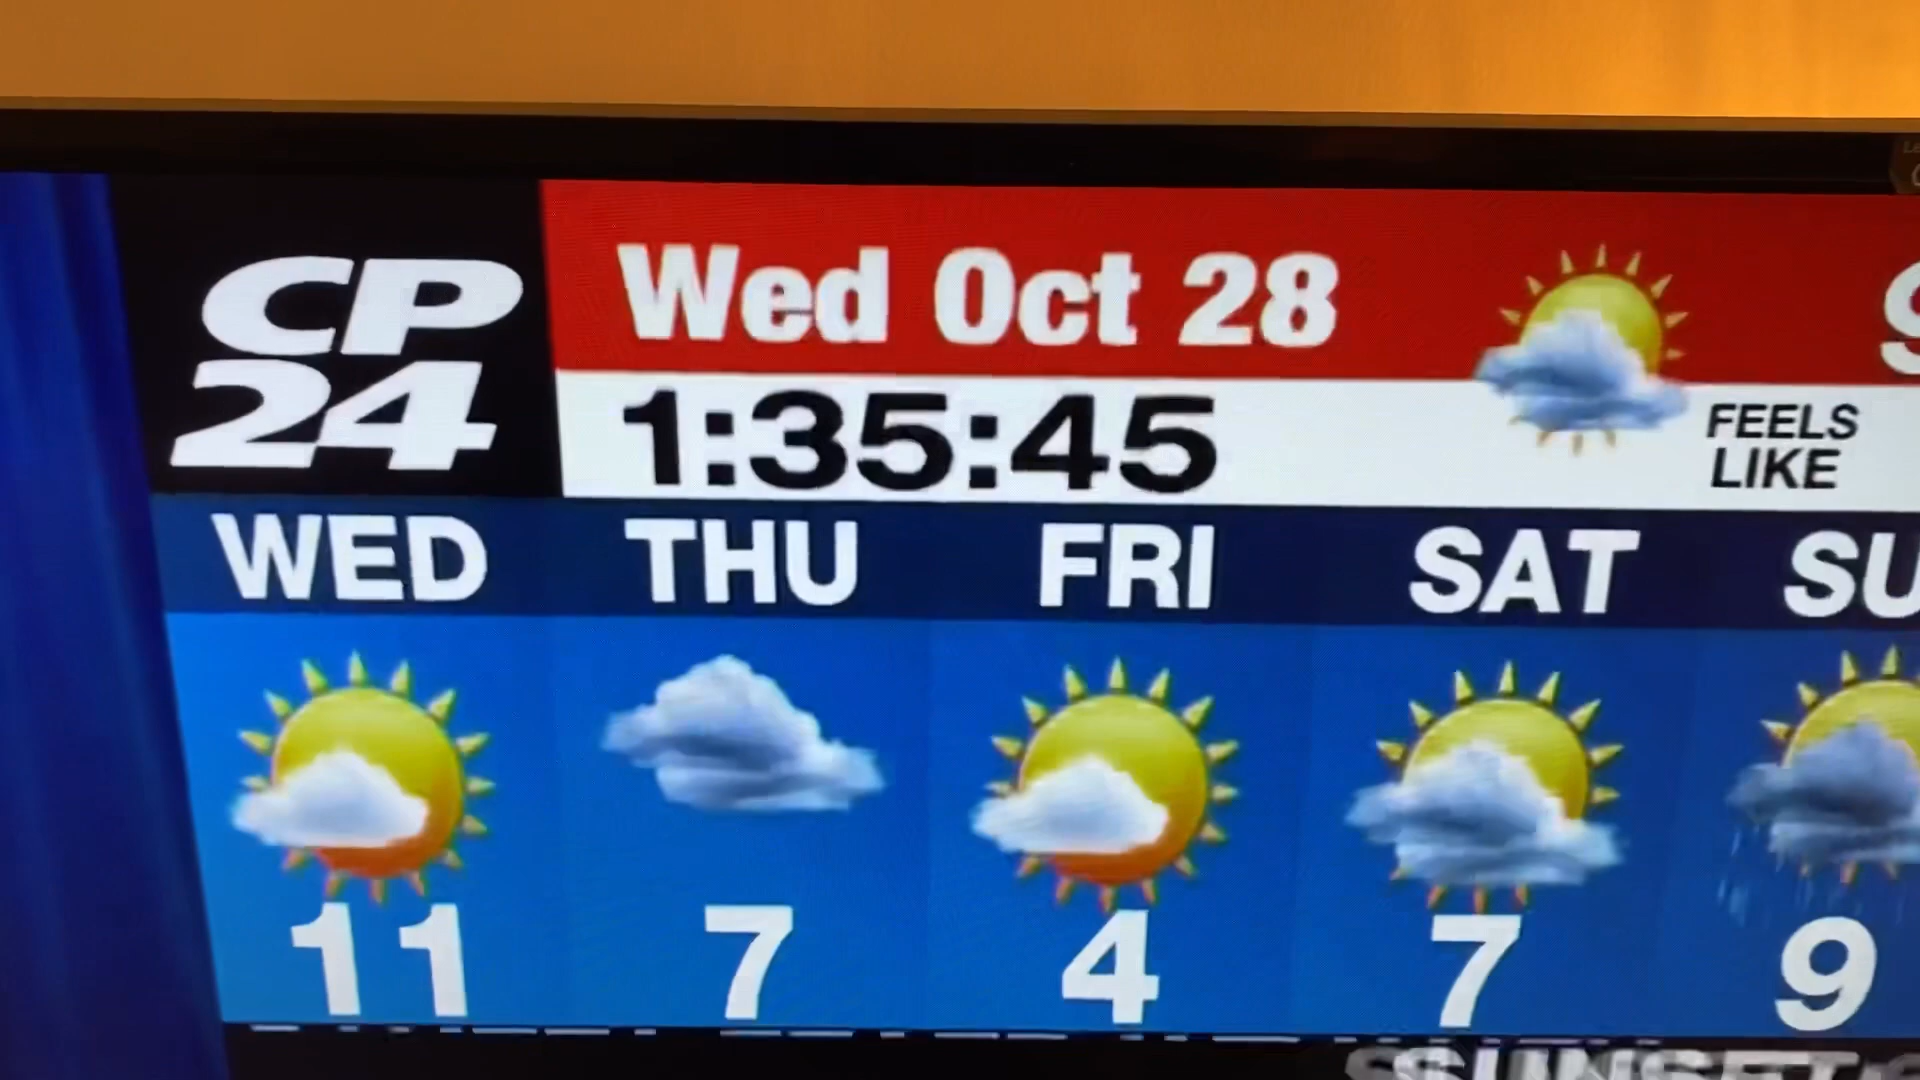 CP
24
Wed Oct 28
1:35:45
FEELS
LIKE
WED THU FRI SAT
11 7 4 7 9